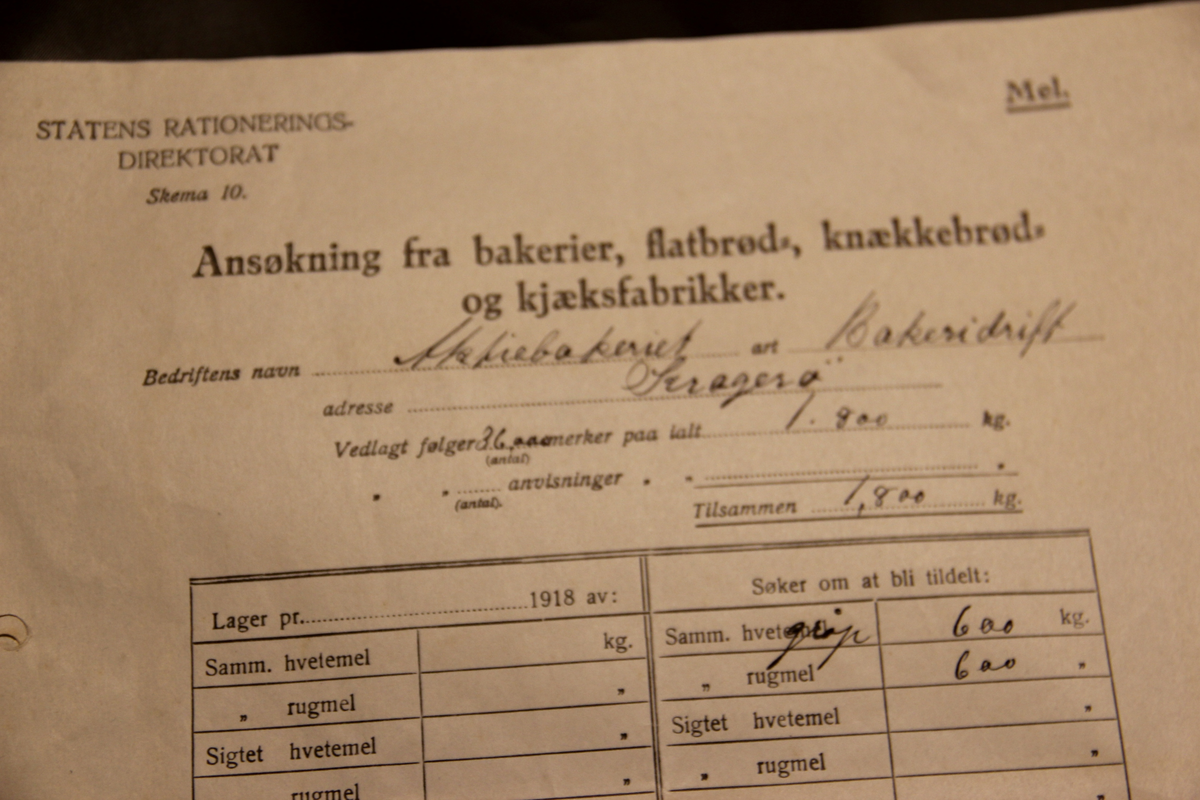 Mel.
STATENS RATIONERINGS-
DIREKTORAT
Skema 10.
Ansøkning fra bakerier, flatbrød-, knækkebrød-
og kjæksfabrikker.
Bedriftens navn Aktiebakeriet art Bakeridrift
adresse Kragerø
Vedlagt følger 36,000 merker paa ialt 1.800 kg.
(antal)
" " anvisninger " " "
(antal).
Tilsammen 1,800 kg.
Lager pr. 1918 av: Søker om at bli tildelt:
Samm. hvetemel kg. Samm. hvetemel 600 kg.
„ rugmel „ „ rugmel 600 „
Sigtet hvetemel „ Sigtet hvetemel „
„ rugmel „ „ rugmel „